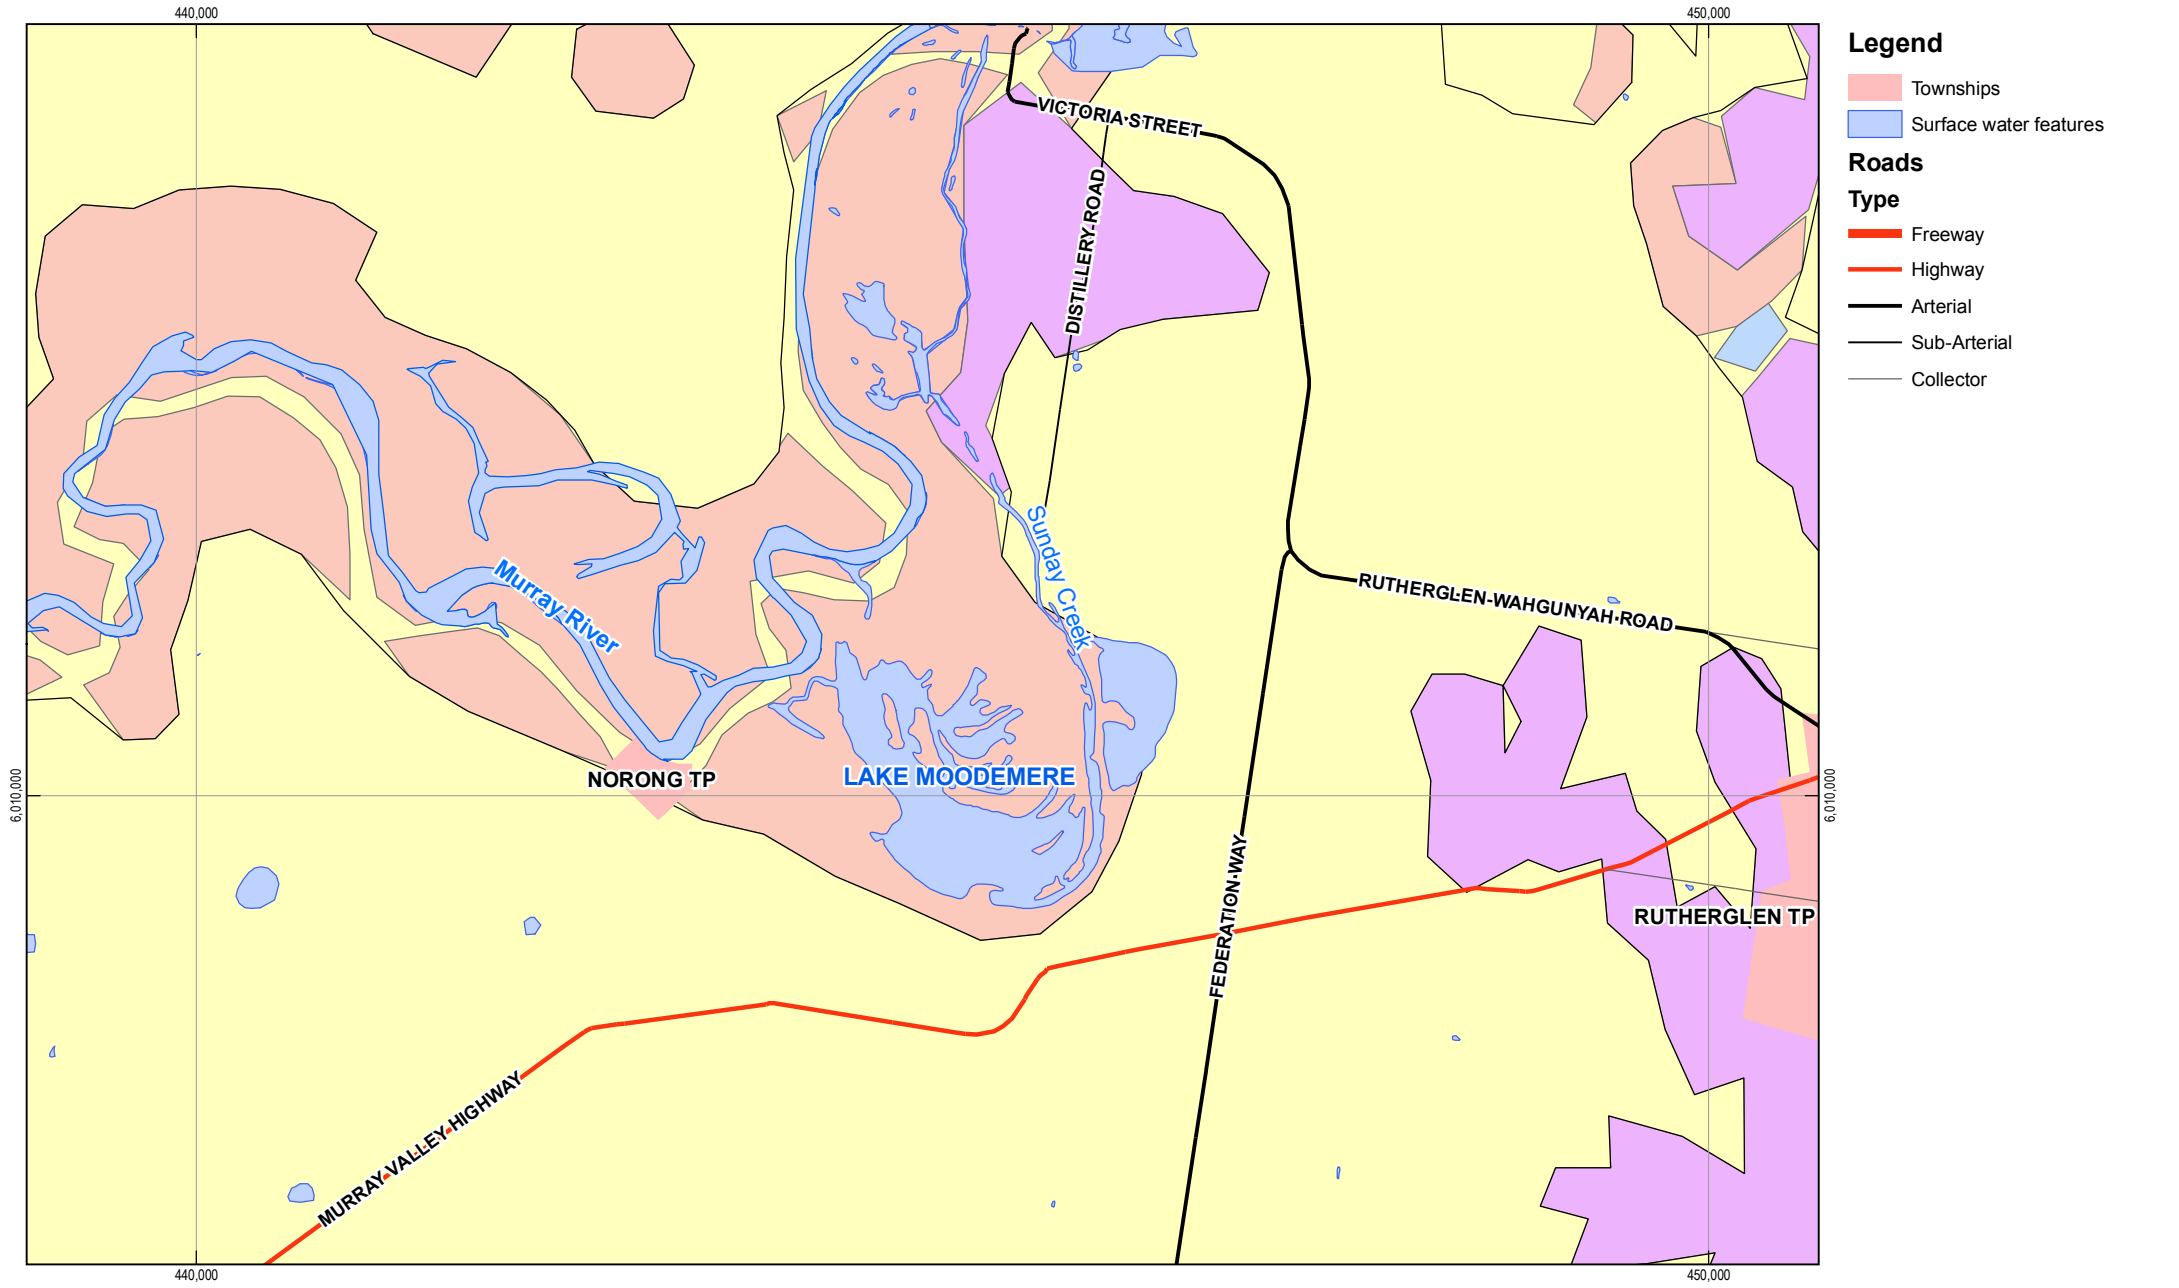 440,000
450,000
VICTORIA STREET
DISTILLERY ROAD
Sunday Creek
Murray River
RUTHERGLEN-WAHGUNYAH ROAD
NORONG TP
LAKE MOODEMERE
6,010,000
6,010,000
FEDERATION WAY
RUTHERGLEN TP
MURRAY VALLEY HIGHWAY
440,000
450,000
Legend
Townships
Surface water features
Roads
Type
Freeway
Highway
Arterial
Sub-Arterial
Collector